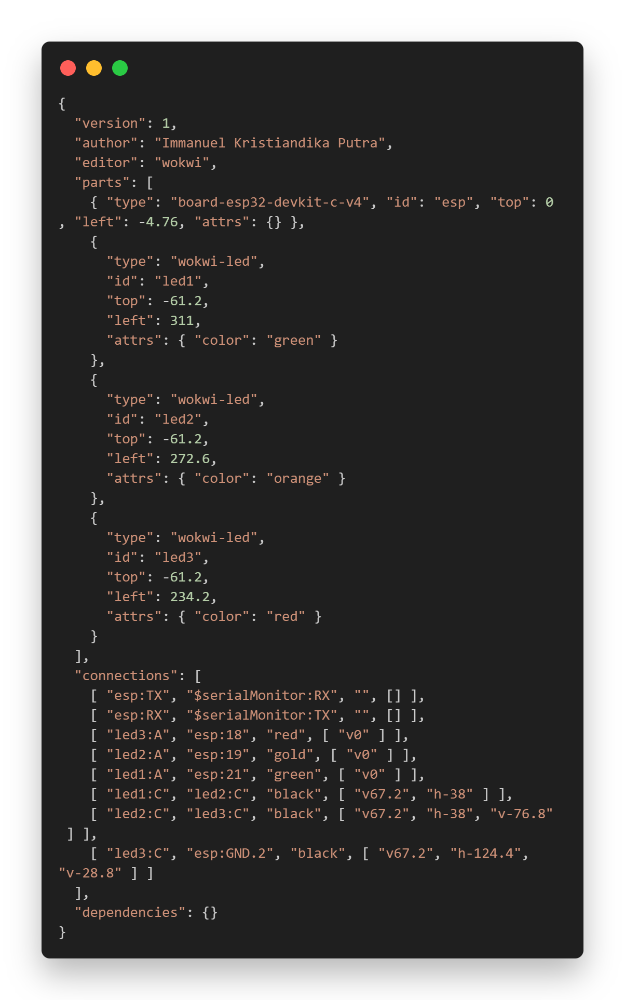 {
  "version": 1,
  "author": "Immanuel Kristiandika Putra",
  "editor": "wokwi",
  "parts": [
    { "type": "board-esp32-devkit-c-v4", "id": "esp", "top": 0
, "left": -4.76, "attrs": {} },
    {
      "type": "wokwi-led",
      "id": "led1",
      "top": -61.2,
      "left": 311,
      "attrs": { "color": "green" }
    },
    {
      "type": "wokwi-led",
      "id": "led2",
      "top": -61.2,
      "left": 272.6,
      "attrs": { "color": "orange" }
    },
    {
      "type": "wokwi-led",
      "id": "led3",
      "top": -61.2,
      "left": 234.2,
      "attrs": { "color": "red" }
    }
  ],
  "connections": [
    [ "esp:TX", "$serialMonitor:RX", "", [] ],
    [ "esp:RX", "$serialMonitor:TX", "", [] ],
    [ "led3:A", "esp:18", "red", [ "v0" ] ],
    [ "led2:A", "esp:19", "gold", [ "v0" ] ],
    [ "led1:A", "esp:21", "green", [ "v0" ] ],
    [ "led1:C", "led2:C", "black", [ "v67.2", "h-38" ] ],
    [ "led2:C", "led3:C", "black", [ "v67.2", "h-38", "v-76.8"
 ] ],
    [ "led3:C", "esp:GND.2", "black", [ "v67.2", "h-124.4",
"v-28.8" ] ]
  ],
  "dependencies": {}
}